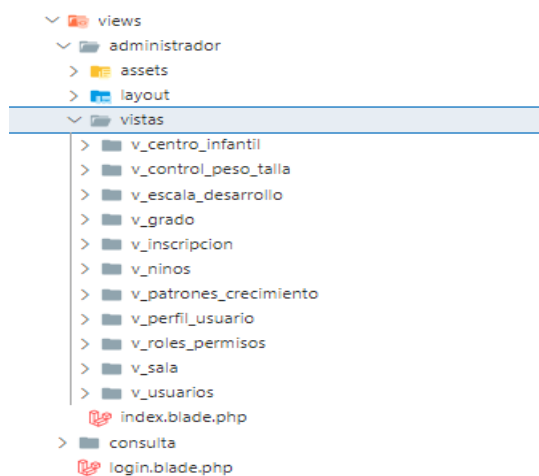 views
administrador
assets
layout
vistas
v_centro_infantil
v_control_peso_talla
v_escala_desarrollo
v_grado
v_inscripcion
v_ninos
v_patrones_crecimiento
v_perfil_usuario
v_roles_permisos
v_sala
v_usuarios
index.blade.php
consulta
login.blade.php